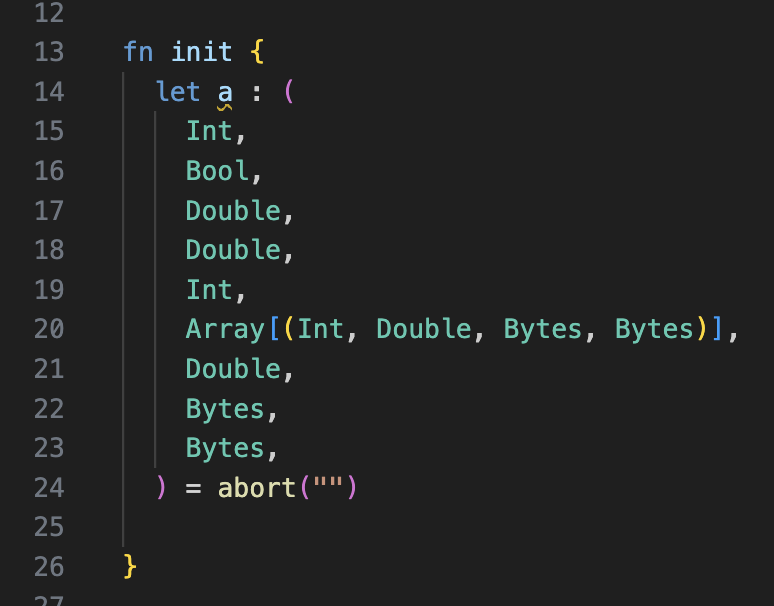 12
13 fn init {
14 let a : (
15 Int,
16 Bool,
17 Double,
18 Double,
19 Int,
20 Array[(Int, Double, Bytes, Bytes)],
21 Double,
22 Bytes,
23 Bytes,
24 ) = abort("")
25
26 }
27